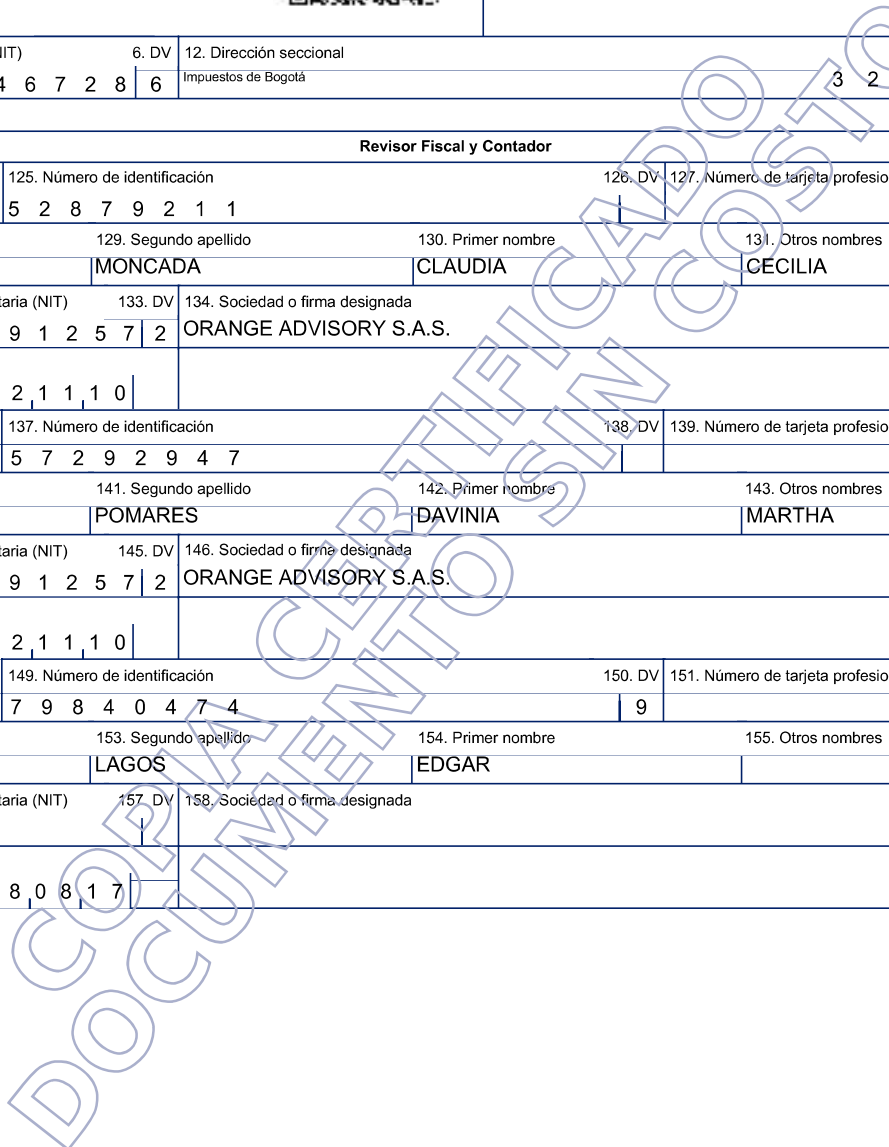 IIT) 6. DV 12. Dirección seccional
4 6 7 2 8 6 Impuestos de Bogotá 3 2
Revisor Fiscal y Contador
125. Número de identificación 126. DV 127. Número de tarjeta profesio
5 2 8 7 9 2 1 1
129. Segundo apellido 130. Primer nombre 131. Otros nombres
MONCADA CLAUDIA CECILIA
taria (NIT) 133. DV 134. Sociedad o firma designada
9 1 2 5 7 2 ORANGE ADVISORY S.A.S.
2 1 1 1 0
137. Número de identificación 138. DV 139. Número de tarjeta profesio
5 7 2 9 2 9 4 7
141. Segundo apellido 142. Primer nombre 143. Otros nombres
POMARES DAVINIA MARTHA
taria (NIT) 145. DV 146. Sociedad o firma designada
9 1 2 5 7 2 ORANGE ADVISORY S.A.S.
2 1 1 1 0
149. Número de identificación 150. DV 151. Número de tarjeta profesio
7 9 8 4 0 4 7 4 9
153. Segundo apellido 154. Primer nombre 155. Otros nombres
LAGOS EDGAR
taria (NIT) 157. DV 158. Sociedad o firma designada
8 0 8 1 7
COPIA CERTIFICADO
DOCUMENTO SIN COSTO